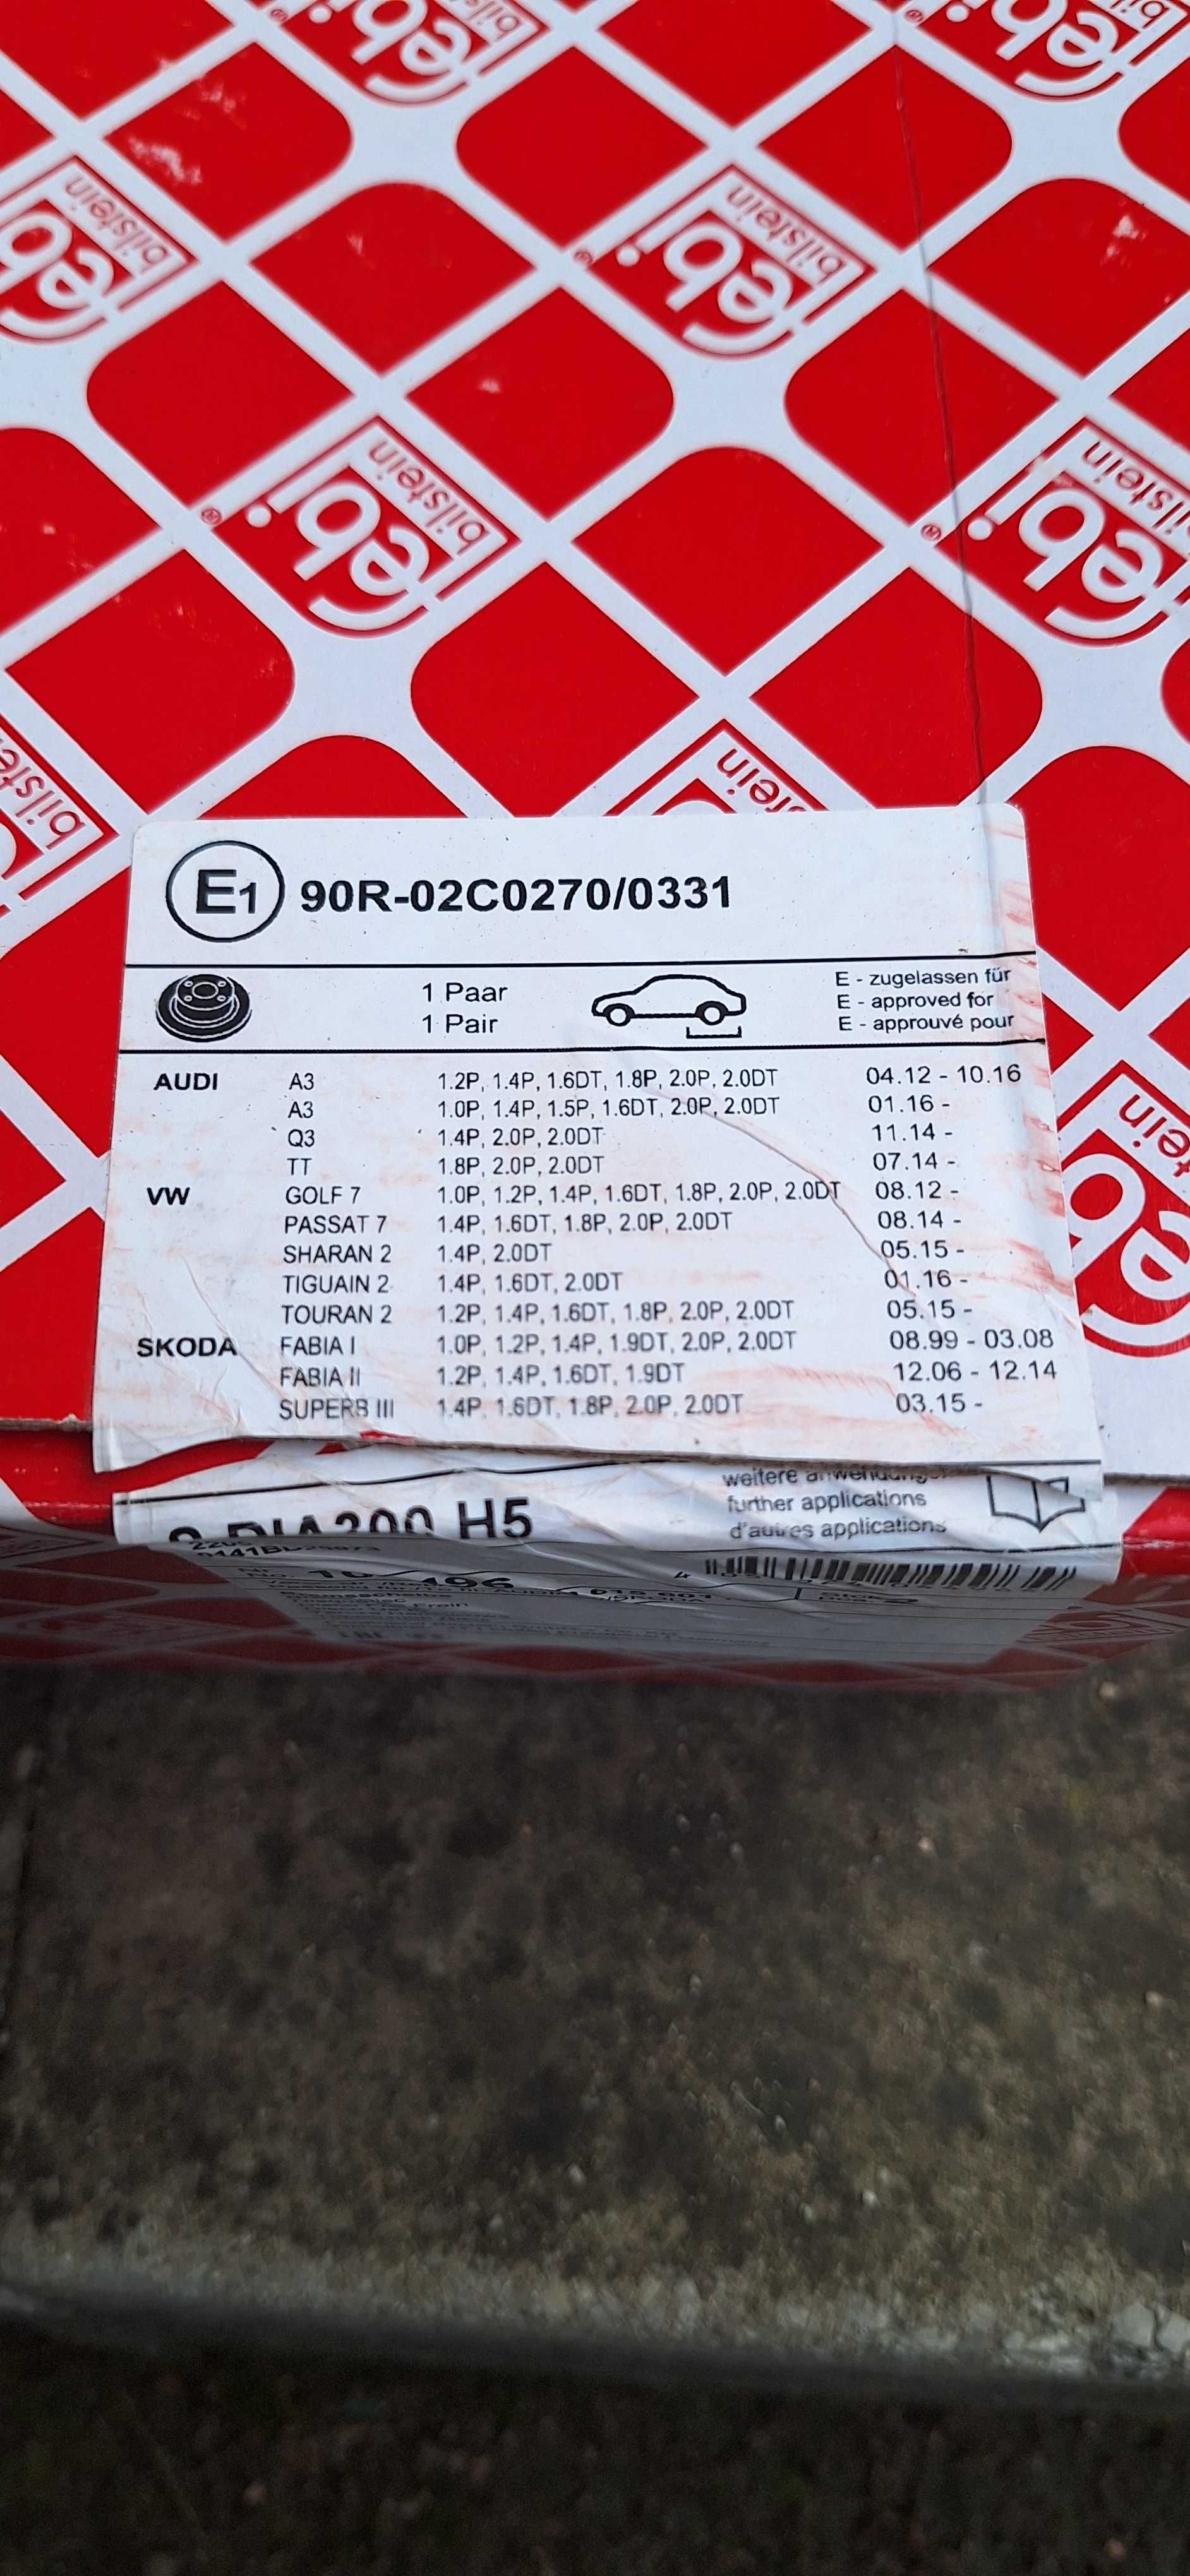 febi
bilstein
E1 90R-02C0270/0331
1 Paar
1 Pair
E - zugelassen für
E - approved for
E - approuvé pour
AUDI A3 1.2P, 1.4P, 1.6DT, 1.8P, 2.0P, 2.0DT 04.12 - 10.16
A3 1.0P, 1.4P, 1.5P, 1.6DT, 2.0P, 2.0DT 01.16 -
Q3 1.4P, 2.0P, 2.0DT 11.14 -
TT 1.8P, 2.0P, 2.0DT 07.14 -
VW GOLF 7 1.0P, 1.2P, 1.4P, 1.6DT, 1.8P, 2.0P, 2.0DT 08.12 -
PASSAT 7 1.4P, 1.6DT, 1.8P, 2.0P, 2.0DT 08.14 -
SHARAN 2 1.4P, 2.0DT 05.15 -
TIGUAIN 2 1.4P, 1.6DT, 2.0DT 01.16 -
TOURAN 2 1.2P, 1.4P, 1.6DT, 1.8P, 2.0P, 2.0DT 05.15 -
SKODA FABIA I 1.0P, 1.2P, 1.4P, 1.9DT, 2.0P, 2.0DT 08.99 - 03.08
FABIA II 1.2P, 1.4P, 1.6DT, 1.9DT 12.06 - 12.14
SUPERB III 1.4P, 1.6DT, 1.8P, 2.0P, 2.0DT 03.15 -
weitere
further applications
d'autres applications
H5